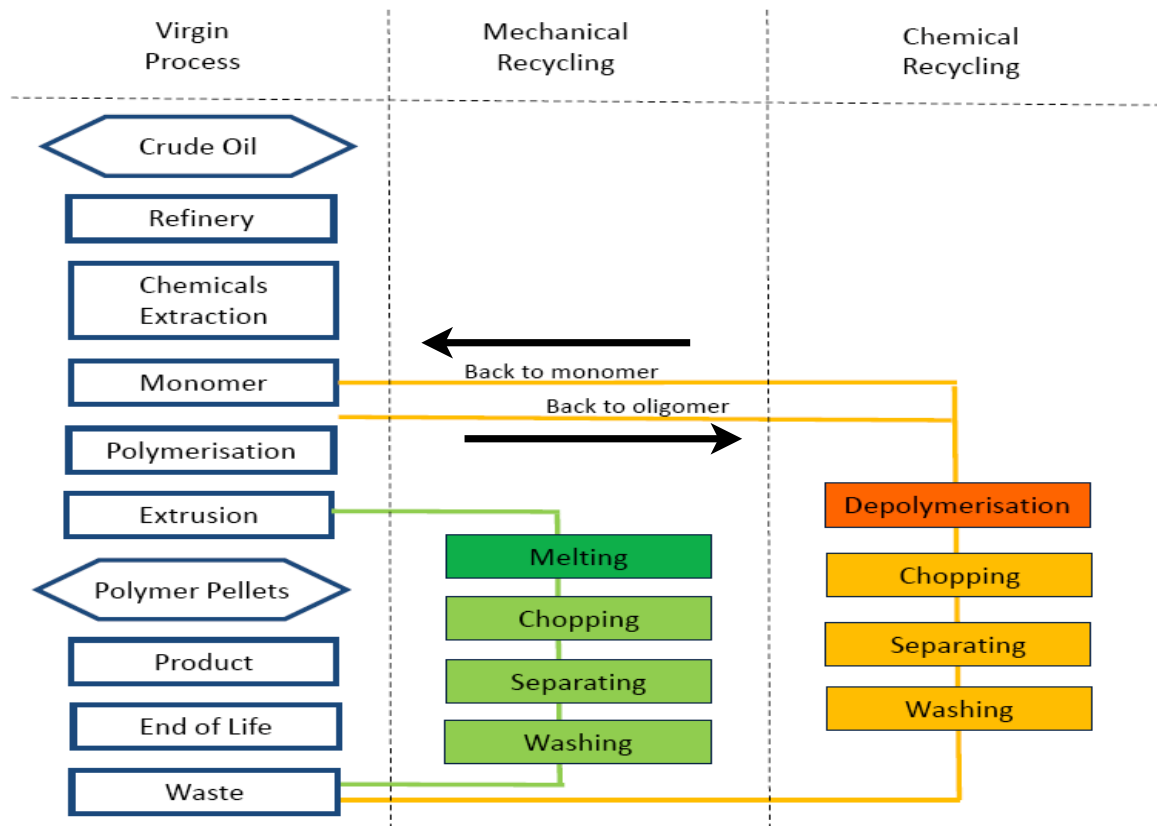 Virgin
Process
Mechanical
Recycling
Chemical
Recycling
Crude Oil
Refinery
Chemicals
Extraction
Monomer
Back to monomer
Back to oligomer
Polymerisation
Extrusion
Depolymerisation
Melting
Chopping
Polymer Pellets
Chopping
Separating
Product
Separating
Washing
End of Life
Washing
Waste